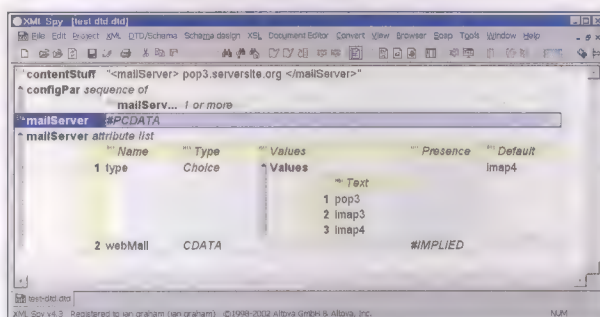 XML Spy [test dtd dtd]
File Edit Project XML DTD/Schema Schema design XSL Document Editor Convert View Browser Soap Tools Window Help
contentStuff "<mailServer> pop3.serversite.org </mailServer>"
configPar sequence of
mailServ... 1 or more
mailServer #PCDATA
mailServer attribute list
Name Type Values Presence Default
1 type Choice Values imap4
Text
1 pop3
2 imap3
3 imap4
2 webMail CDATA #IMPLIED
test-dtd.dtd
XML Spy v4.3 Registered to ian graham (ian graham) ©1998-2002 Altova GmbH & Altova, Inc. NUM